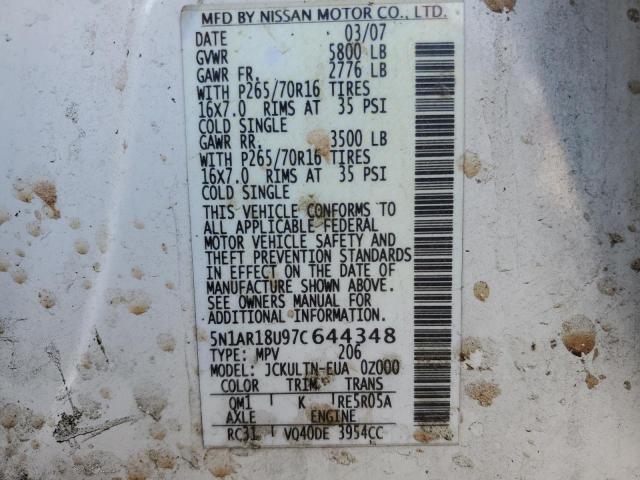 MFD BY NISSAN MOTOR CO., LTD.
DATE 03/07
GVWR 5800 LB
GAWR FR. 2776 LB
WITH P265/70R16 TIRES
16X7.0 RIMS AT 35 PSI
COLD SINGLE
GAWR RR. 3500 LB
WITH P265/70R16 TIRES
16X7.0 RIMS AT 35 PSI
COLD SINGLE
THIS VEHICLE CONFORMS TO
ALL APPLICABLE FEDERAL
MOTOR VEHICLE SAFETY AND
THEFT PREVENTION STANDARDS
IN EFFECT ON THE DATE OF
MANUFACTURE SHOWN ABOVE.
SEE OWNERS MANUAL FOR
ADDITIONAL INFORMATION.
5N1AR18U97C644348
TYPE: MPV 206
MODEL: JCKULTN-EUA 0Z000
COLOR TRIM TRANS
QM1 K RE5R05A
AXLE ENGINE
RC31 VQ40DE 3954CC